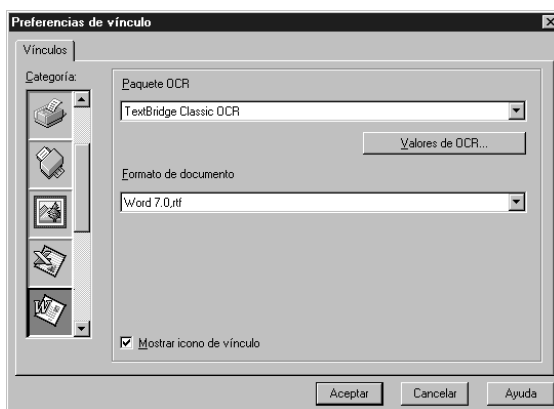 Preferencias de vínculo
Vínculos
Categoría:
Paquete OCR
TextBridge Classic OCR
Valores de OCR...
Formato de documento
Word 7.0,rtf
Mostrar icono de vínculo
Aceptar
Cancelar
Ayuda